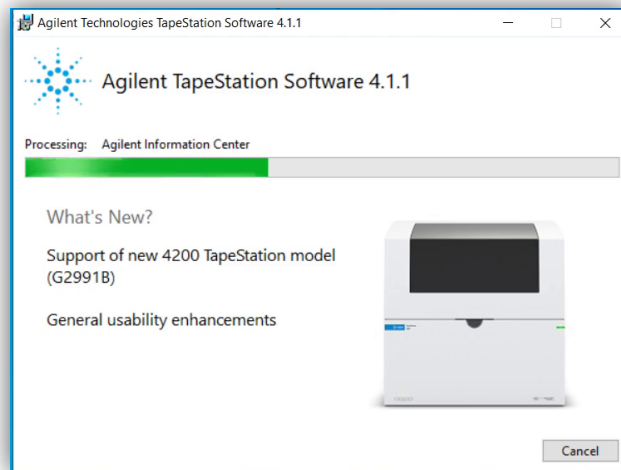 Agilent Technologies TapeStation Software 4.1.1
Agilent TapeStation Software 4.1.1
Processing: Agilent Information Center
What's New?
Support of new 4200 TapeStation model
(G2991B)
General usability enhancements
Cancel